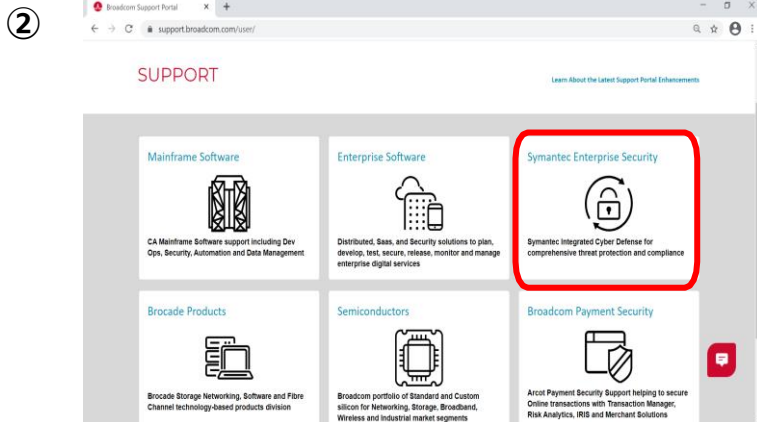 ②
Broadcom Support Portal
support.broadcom.com/user/
SUPPORT
Learn About the Latest Support Portal Enhancements
Mainframe Software
CA Mainframe Software support including Dev
Ops, Security, Automation and Data Management
Enterprise Software
Distributed, Saas, and Security solutions to plan,
develop, test, secure, release, monitor and manage
enterprise digital services
Symantec Enterprise Security
Symantec Integrated Cyber Defense for
comprehensive threat protection and compliance
Brocade Products
Brocade Storage Networking, Software and Fibre
Channel technology-based products division
Semiconductors
Broadcom portfolio of Standard and Custom
silicon for Networking, Storage, Broadband,
Wireless and Industrial market segments
Broadcom Payment Security
Arcot Payment Security Support helping to secure
Online transactions with Transaction Manager,
Risk Analytics, IRIS and Merchant Solutions